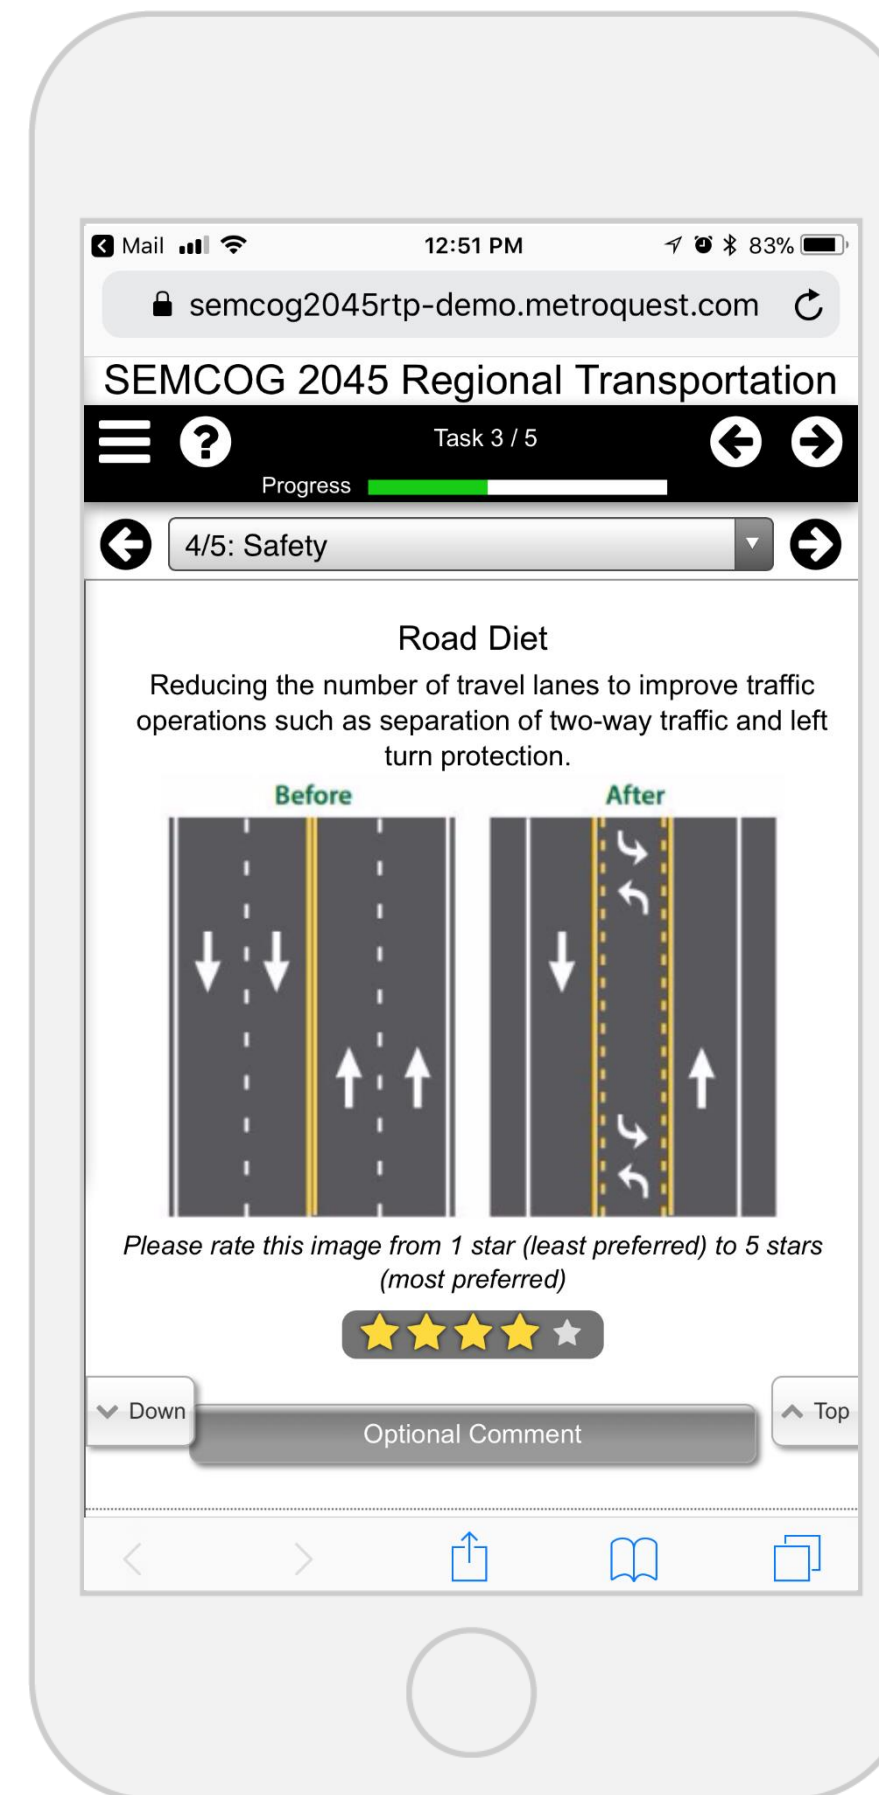 Mail 12:51 PM 83%
semcog2045rtp-demo.metroquest.com
SEMCOG 2045 Regional Transportation
? Task 3 / 5
Progress
4/5: Safety
Road Diet
Reducing the number of travel lanes to improve traffic
operations such as separation of two-way traffic and left
turn protection.
Before After
Please rate this image from 1 star (least preferred) to 5 stars
(most preferred)
Down Top
Optional Comment